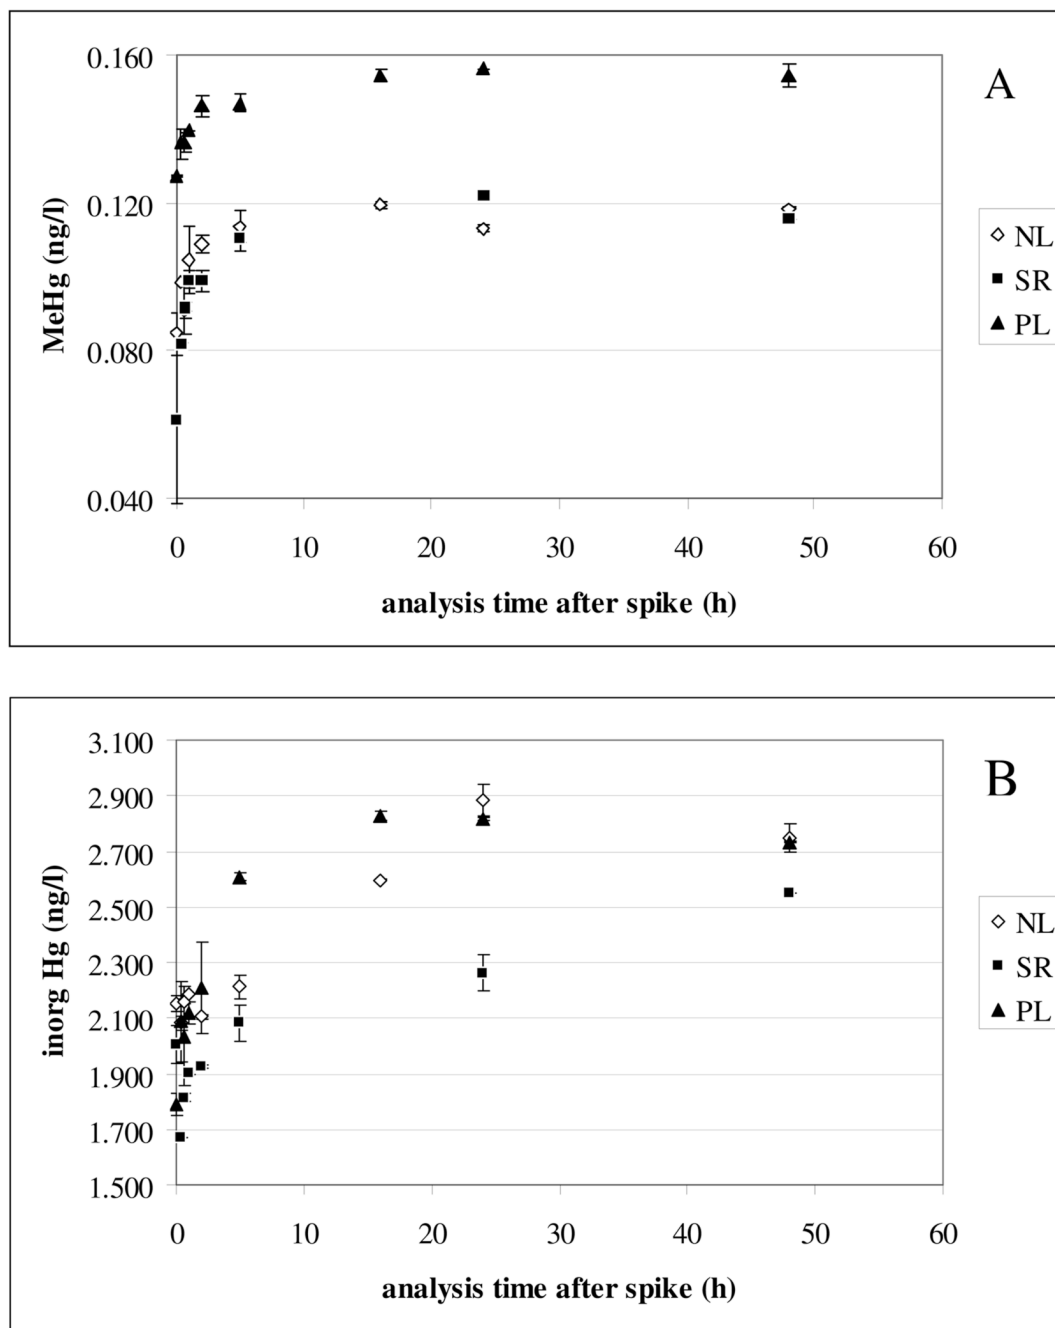 A
0.160
0.120
0.080
0.040
MeHg (ng/l)
0 10 20 30 40 50 60
analysis time after spike (h)
NL
SR
PL
B
3.100
2.900
2.700
2.500
2.300
2.100
1.900
1.700
1.500
inorg Hg (ng/l)
0 10 20 30 40 50 60
analysis time after spike (h)
NL
SR
PL